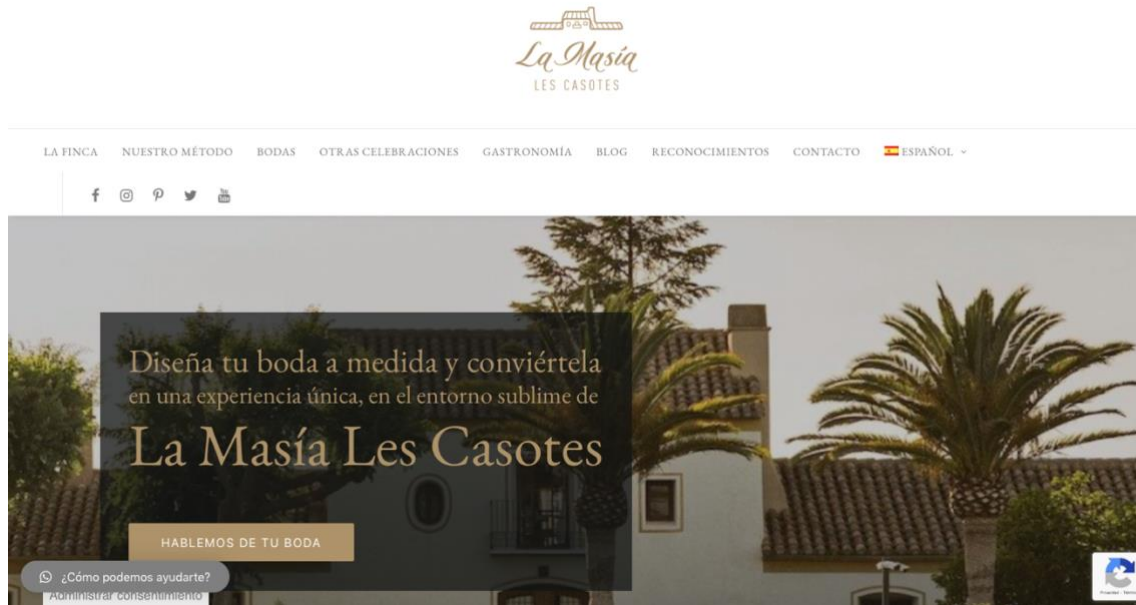 La Masía
LES CASOTES
LA FINCA NUESTRO MÉTODO BODAS OTRAS CELEBRACIONES GASTRONOMÍA BLOG RECONOCIMIENTOS CONTACTO ESPAÑOL
Diseña tu boda a medida y conviértela
en una experiencia única, en el entorno sublime de
La Masía Les Casotes
HABLEMOS DE TU BODA
¿Cómo podemos ayudarte?
Administrar consentimiento